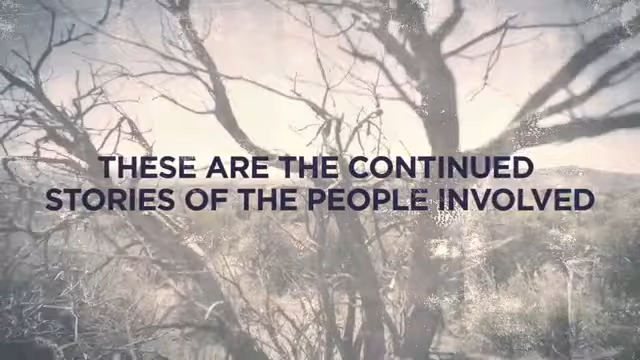 THESE ARE THE CONTINUED
STORIES OF THE PEOPLE INVOLVED